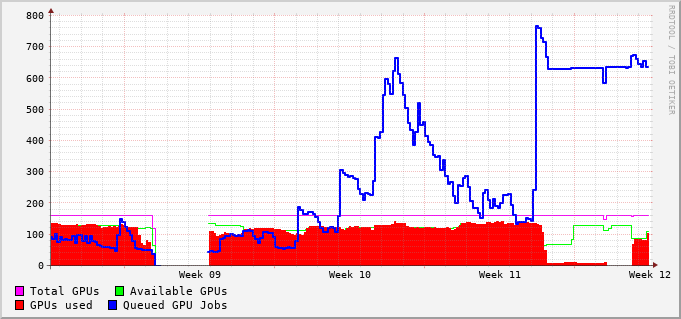 800
700
600
500
400
300
200
100
0
Week 09 Week 10 Week 11 Week 12
Total GPUs Available GPUs
GPUs used Queued GPU Jobs
RRDTOOL / TOBI OETIKER